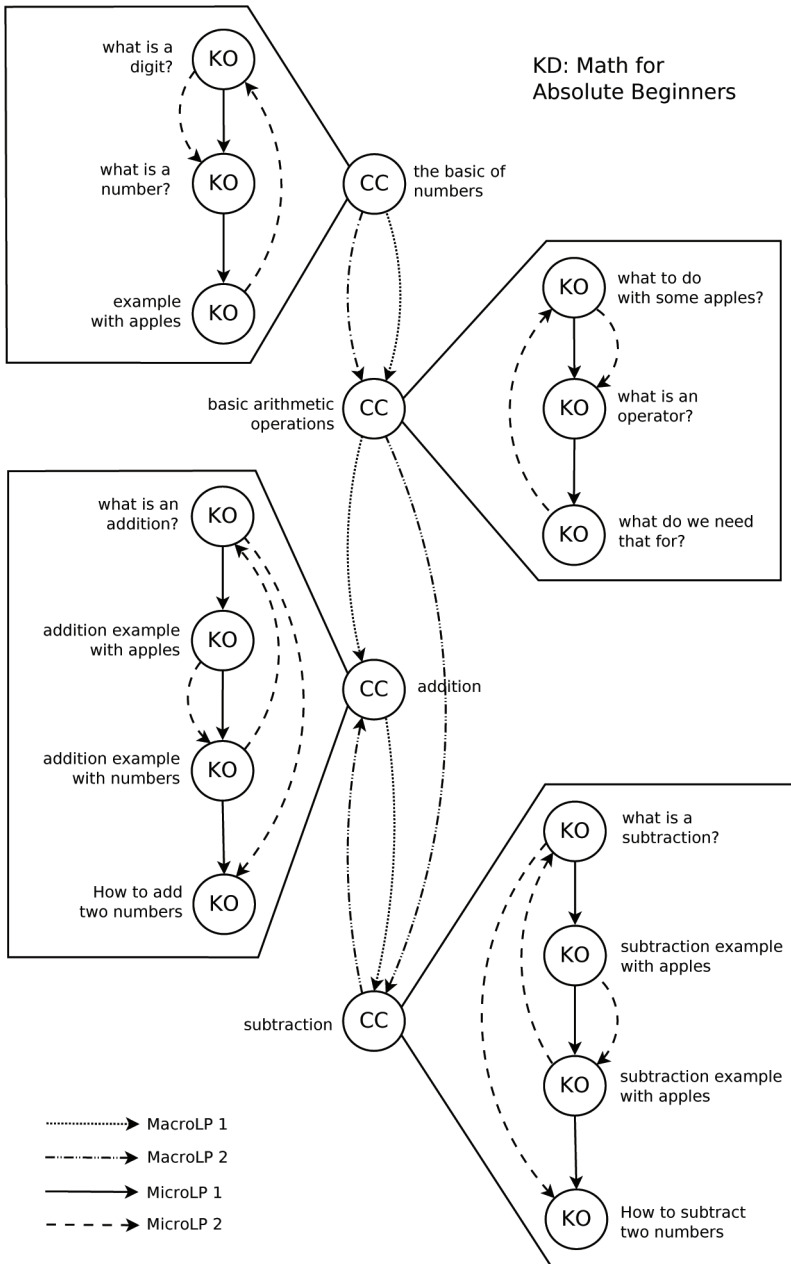 KD: Math for
Absolute Beginners
what is a
digit?
KO
what is a
number?
KO
example
with apples
KO
CC
the basic of
numbers
KO
what to do
with some apples?
KO
what is an
operator?
KO
what do we need
that for?
basic arithmetic
operations
CC
what is an
addition?
KO
addition example
with apples
KO
addition example
with numbers
KO
How to add
two numbers
KO
CC
addition
KO
what is a
subtraction?
KO
subtraction example
with apples
KO
subtraction example
with apples
KO
How to subtract
two numbers
subtraction
CC
MacroLP 1
MacroLP 2
MicroLP 1
MicroLP 2